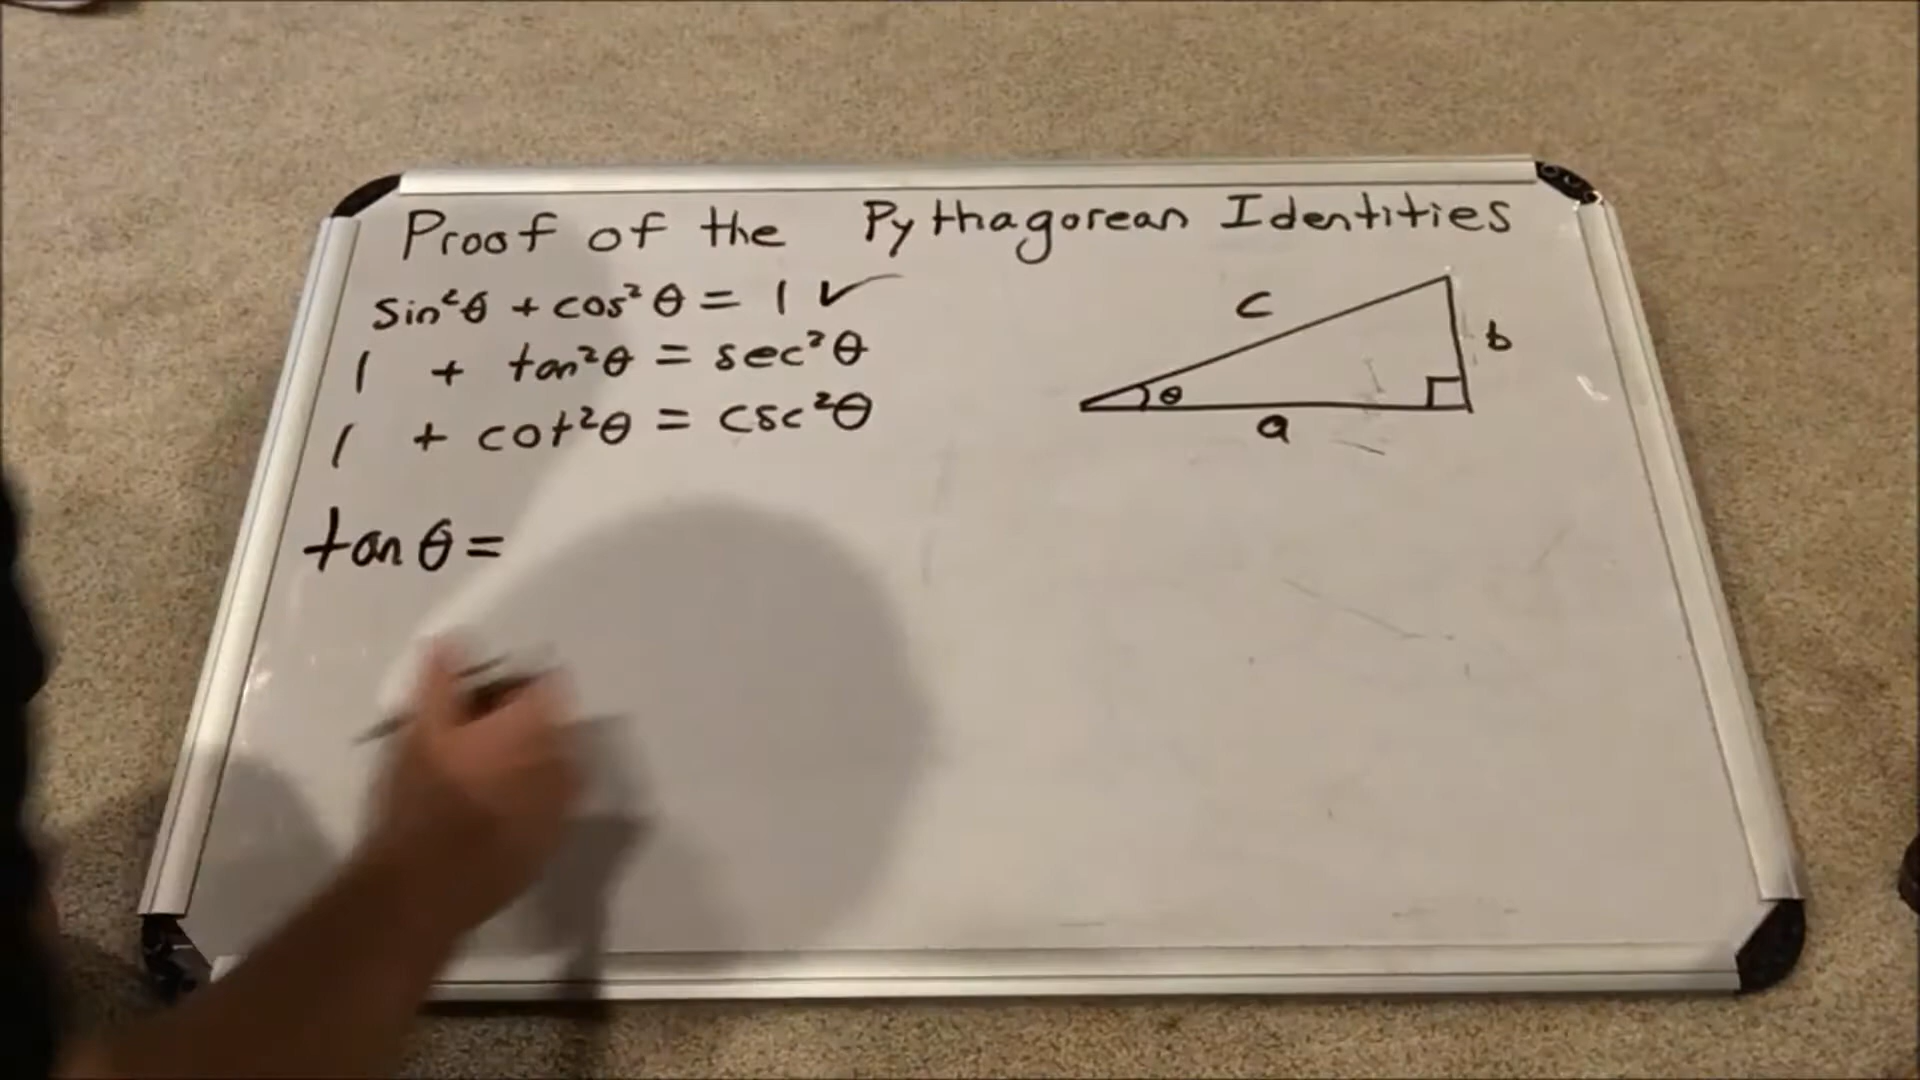 Proof of the Pythagorean Identities
sin²θ + cos²θ = 1 ✓
1 + tan²θ = sec²θ
1 + cot²θ = csc²θ
c
b
θ
a
tan θ =